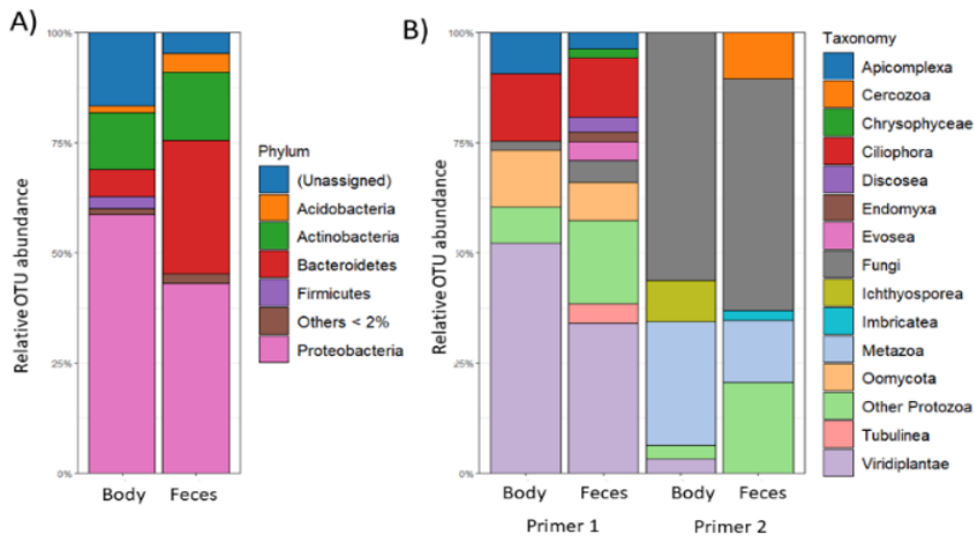 A)
B)
100%
75%
50%
25%
0%
Relative OTU abundance
Body
Feces
Phylum
(Unassigned)
Acidobacteria
Actinobacteria
Bacteroidetes
Firmicutes
Others < 2%
Proteobacteria
100%
75%
50%
25%
0%
Relative OTU abundance
Body
Feces
Body
Feces
Primer 1
Primer 2
Taxonomy
Apicomplexa
Cercozoa
Chrysophyceae
Ciliophora
Discosea
Endomyxa
Evosea
Fungi
Ichthyosporea
Imbricatea
Metazoa
Oomycota
Other Protozoa
Tubulinea
Viridiplantae